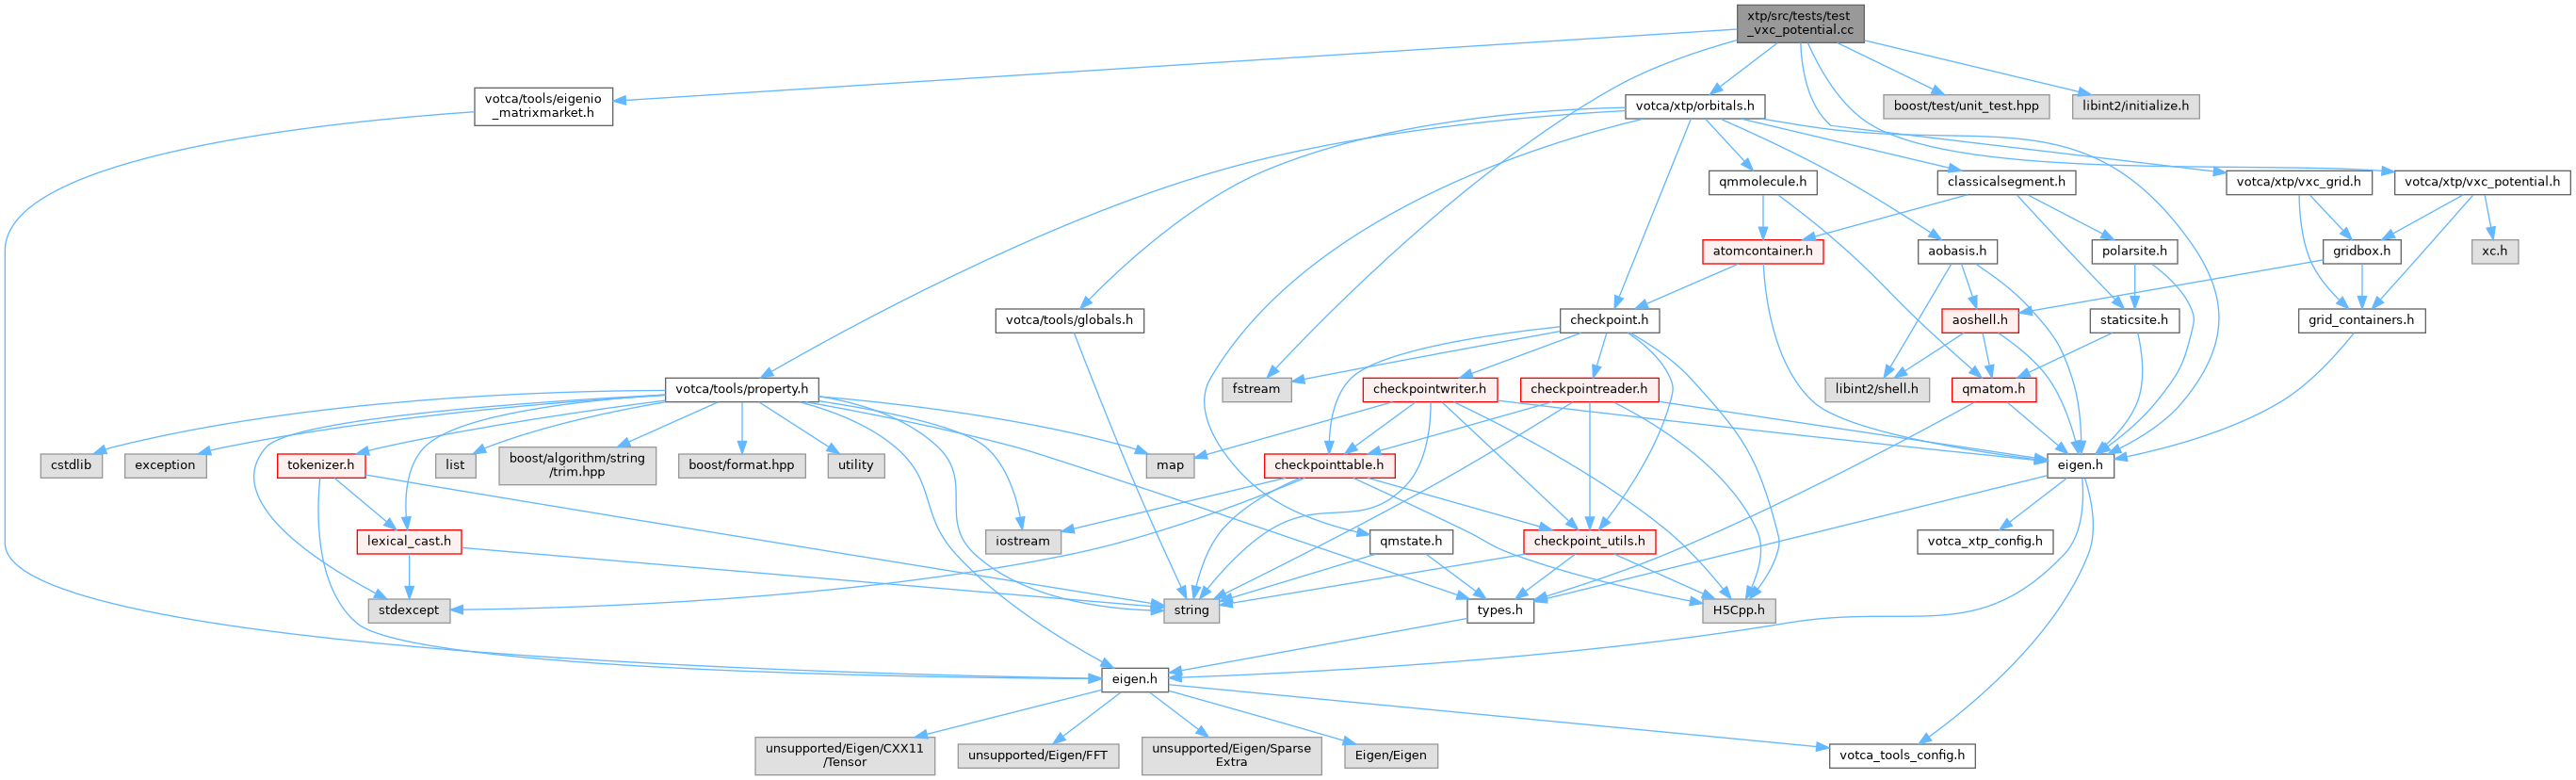 xtp/src/tests/test
_vxc_potential.cc
votca/tools/eigenio
_matrixmarket.h
votca/xtp/orbitals.h
boost/test/unit_test.hpp
libint2/initialize.h
qmmolecule.h
classicalsegment.h
votca/xtp/vxc_grid.h
votca/xtp/vxc_potential.h
atomcontainer.h
aobasis.h
polarsite.h
gridbox.h
xc.h
votca/tools/globals.h
checkpoint.h
aoshell.h
staticsite.h
grid_containers.h
votca/tools/property.h
fstream
checkpointwriter.h
checkpointreader.h
libint2/shell.h
qmatom.h
cstdlib
exception
tokenizer.h
list
boost/algorithm/string
/trim.hpp
boost/format.hpp
utility
map
checkpointtable.h
eigen.h
lexical_cast.h
iostream
qmstate.h
checkpoint_utils.h
votca_xtp_config.h
stdexcept
string
types.h
H5Cpp.h
eigen.h
unsupported/Eigen/CXX11
/Tensor
unsupported/Eigen/FFT
unsupported/Eigen/Sparse
Extra
Eigen/Eigen
votca_tools_config.h